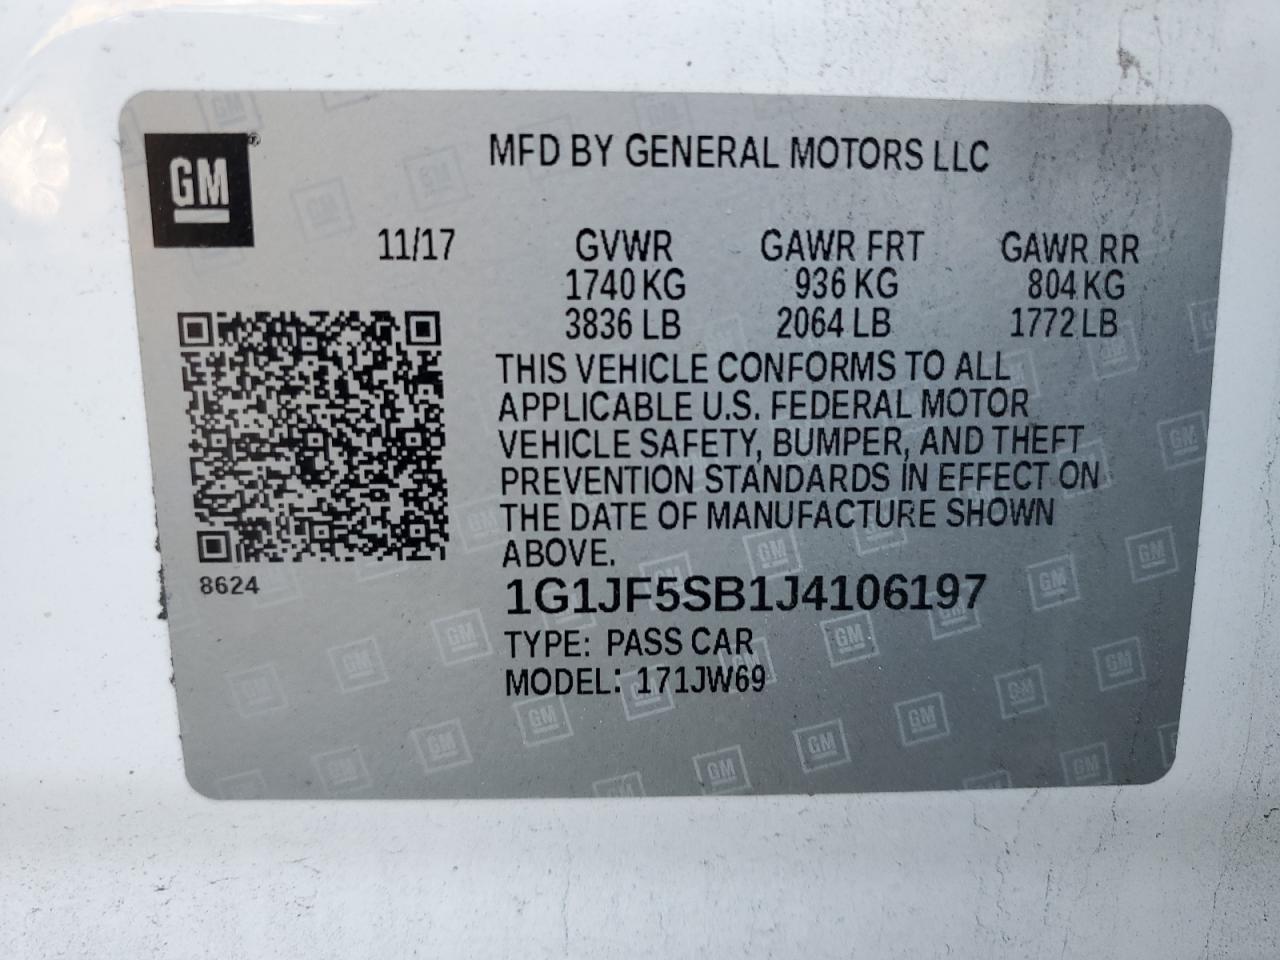 GM
MFD BY GENERAL MOTORS LLC
11/17 GVWR GAWR FRT GAWR RR
1740 KG 936 KG 804 KG
3836 LB 2064 LB 1772 LB
THIS VEHICLE CONFORMS TO ALL
APPLICABLE U.S. FEDERAL MOTOR
VEHICLE SAFETY, BUMPER, AND THEFT
PREVENTION STANDARDS IN EFFECT ON
THE DATE OF MANUFACTURE SHOWN
ABOVE.
8624
1G1JF5SB1J4106197
TYPE: PASS CAR
MODEL: 171JW69